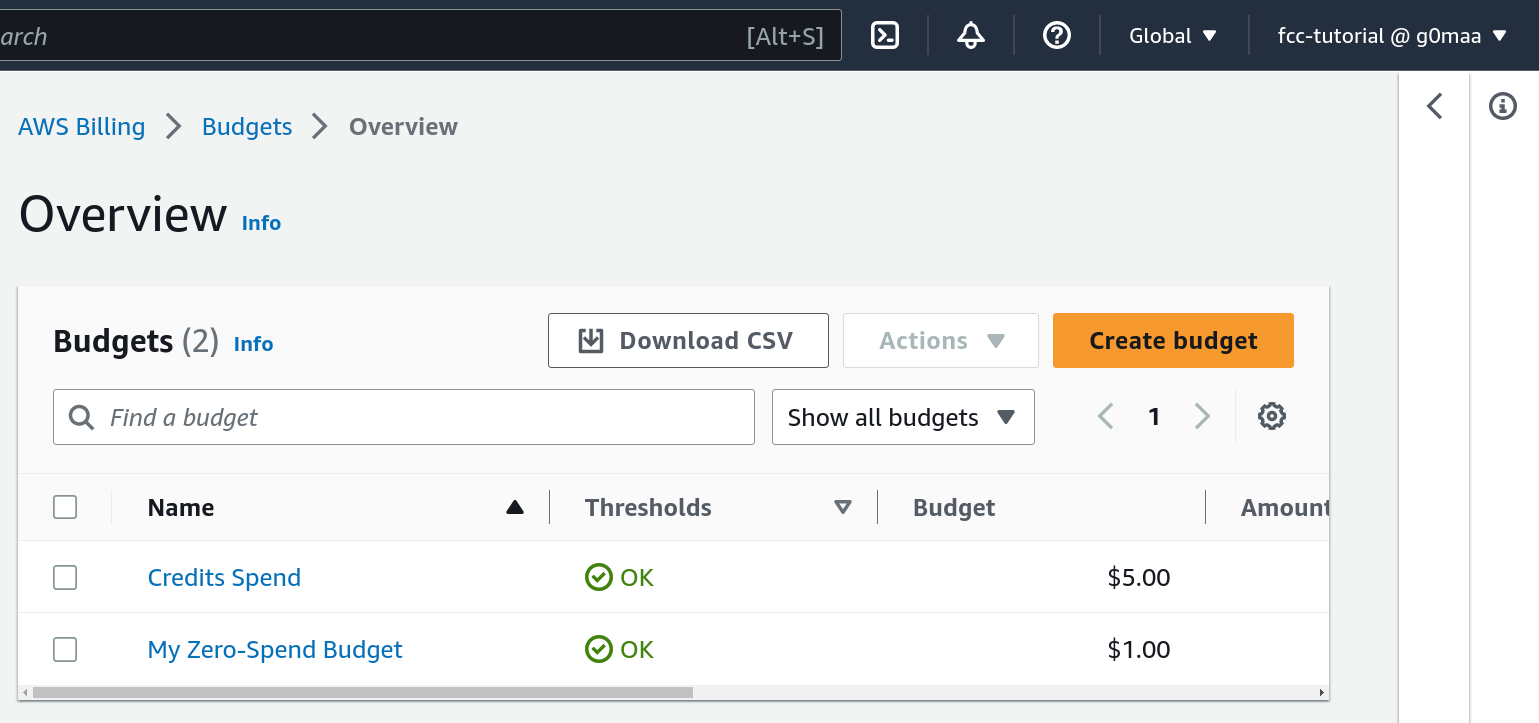 arch [Alt+S] Global fcc-tutorial @ g0maa
AWS Billing Budgets Overview
Overview Info
Budgets (2) Info Download CSV Actions Create budget
Find a budget Show all budgets 1
Name Thresholds Budget Amount
Credits Spend OK $5.00
My Zero-Spend Budget OK $1.00